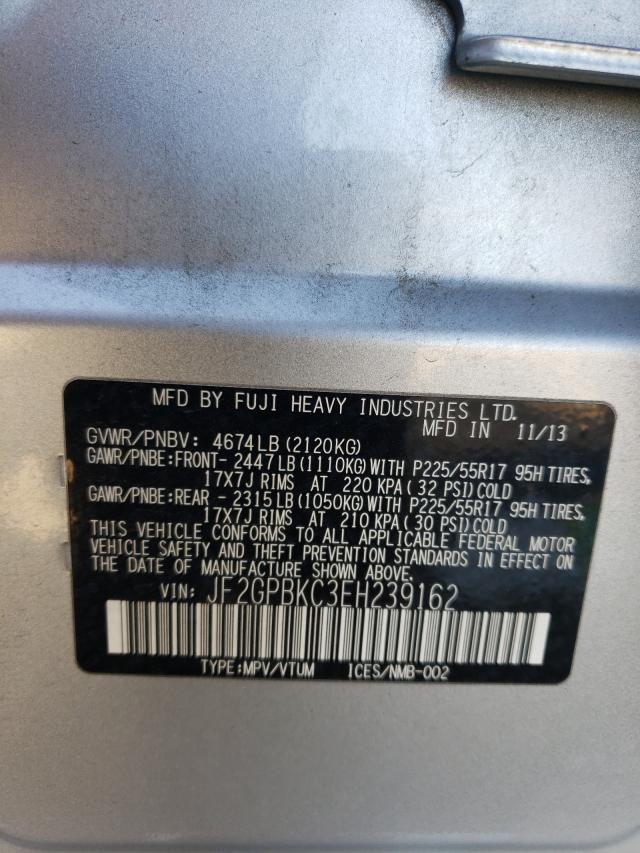 MFD BY FUJI HEAVY INDUSTRIES LTD.
MFD IN 11/13
GVWR/PNBV: 4674LB(2120KG)
GAWR/PNBE:FRONT- 2447LB(1110KG)WITH P225/55R17 95H TIRES,
17X7J RIMS AT 220 KPA(32 PSI)COLD
GAWR/PNBE:REAR - 2315LB(1050KG)WITH P225/55R17 95H TIRES,
17X7J RIMS AT 210 KPA(30 PSI)COLD
THIS VEHICLE CONFORMS TO ALL APPLICABLE FEDERAL MOTOR
VEHICLE SAFETY AND THEFT PREVENTION STANDARDS IN EFFECT ON
THE DATE OF MANUFACTURE SHOWN ABOVE.
VIN: JF2GPBKC3EH239162
TYPE:MPV/VTUM ICES/NMB-002